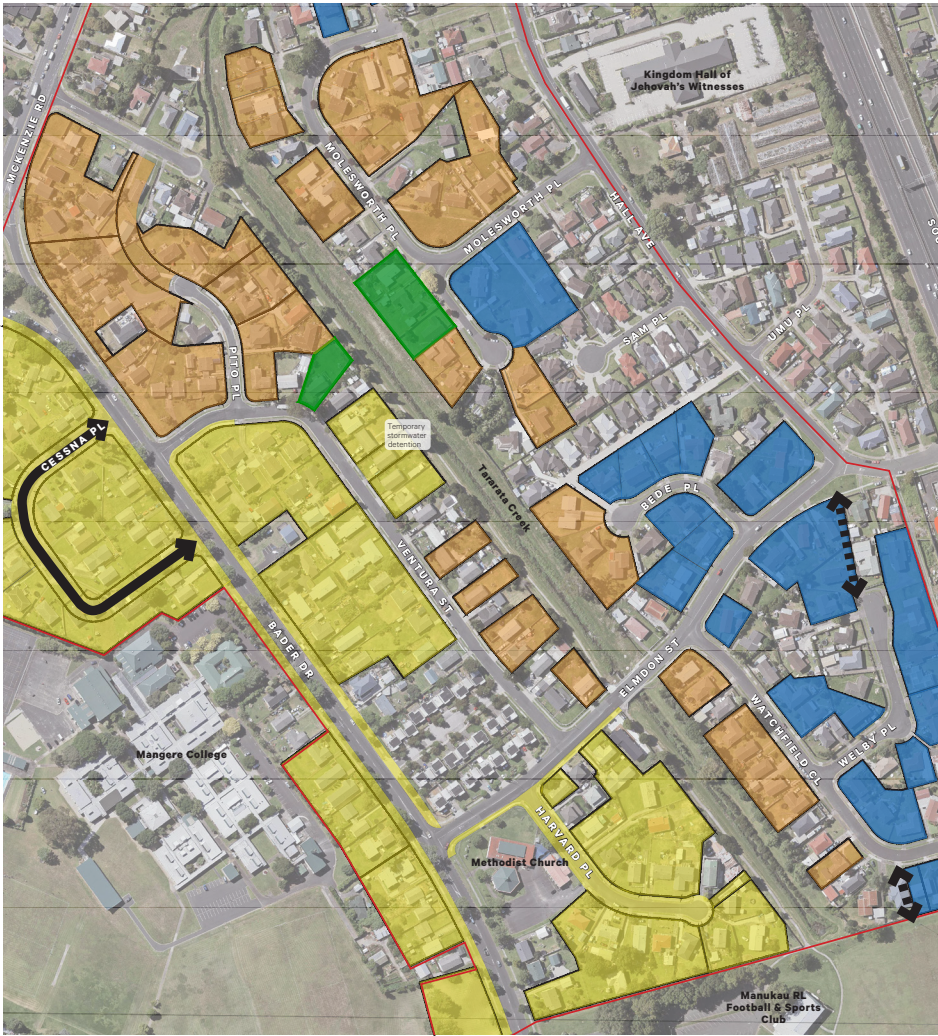 Kingdom Hall of
Jehovah's Witnesses
MCKENZIE RD
MOLESWORTH PL
MOLESWORTH PL
HALL AVE
SOU
UMU PL
SAM PL
PITO PL
CESSNA PL
Temporary
stormwater
detention
Tararata Creek
BEDE PL
VENTURA ST
BADER DR
ELMDON ST
WATCHFIELD CL
WELBY PL
Mangere College
HARVARD PL
Methodist Church
Manukau RL
Football & Sports
Club